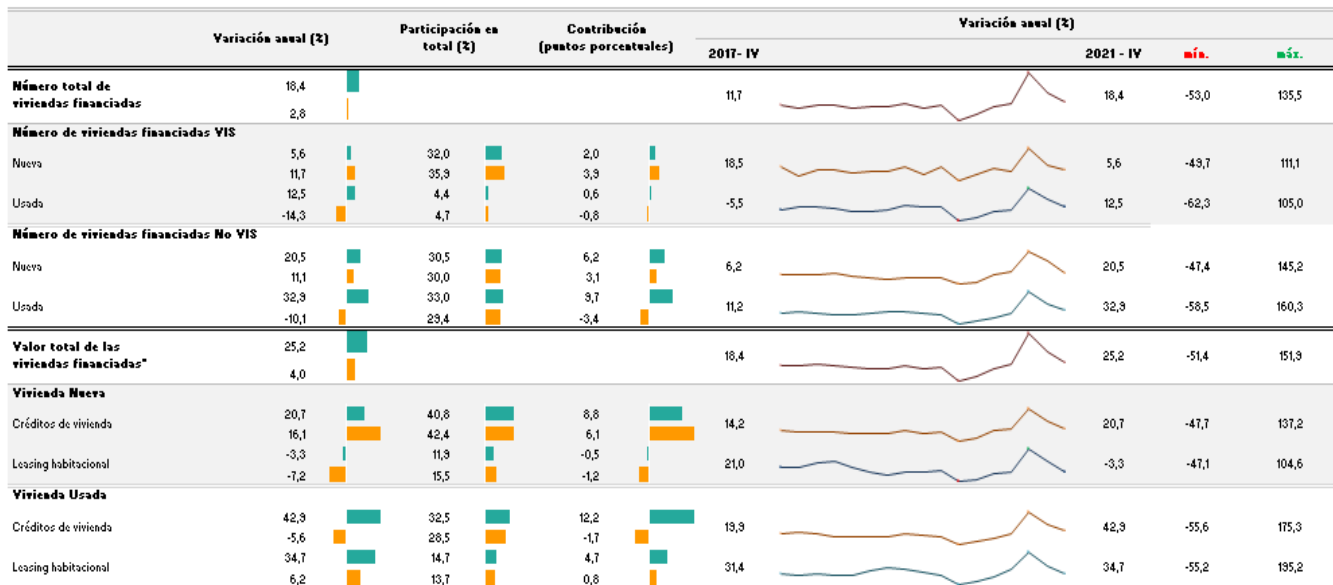 Variación anual (%) Participación en total (%) Contribución (puntos porcentuales) Variación anual (%)
2017- IV 2021 - IV mín. máx.
Número total de viviendas financiadas 18,4 11,7 18,4 -53,0 135,5
2,8
Número de viviendas financiadas VIS
Nueva 5,6 32,0 2,0 18,5 5,6 -49,7 111,1
11,7 35,9 3,9
Usada 12,5 4,4 0,6 -5,5 12,5 -62,3 105,0
-14,3 4,7 -0,8
Número de viviendas financiadas No VIS
Nueva 20,5 30,5 6,2 6,2 20,5 -47,4 145,2
11,1 30,0 3,1
Usada 32,9 33,0 9,7 11,2 32,9 -58,5 160,3
-10,1 29,4 -3,4
Valor total de las viviendas financiadas* 25,2 18,4 25,2 -51,4 151,9
4,0
Vivienda Nueva
Créditos de vivienda 20,7 40,8 8,8 14,2 20,7 -47,7 137,2
16,1 42,4 6,1
Leasing habitacional -3,3 11,9 -0,5 21,0 -3,3 -47,1 104,6
-7,2 15,5 -1,2
Vivienda Usada
Créditos de vivienda 42,9 32,5 12,2 19,9 42,9 -55,6 175,3
-5,6 28,5 -1,7
Leasing habitacional 34,7 14,7 4,7 31,4 34,7 -55,2 195,2
6,2 13,7 0,8